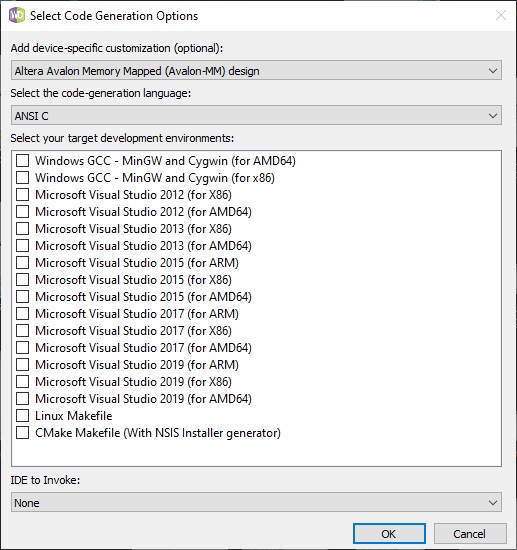 WD
Select Code Generation Options
Add device-specific customization (optional):
Altera Avalon Memory Mapped (Avalon-MM) design
Select the code-generation language:
ANSI C
Select your target development environments:
Windows GCC - MinGW and Cygwin (for AMD64)
Windows GCC - MinGW and Cygwin (for x86)
Microsoft Visual Studio 2012 (for X86)
Microsoft Visual Studio 2012 (for AMD64)
Microsoft Visual Studio 2013 (for X86)
Microsoft Visual Studio 2013 (for AMD64)
Microsoft Visual Studio 2015 (for ARM)
Microsoft Visual Studio 2015 (for X86)
Microsoft Visual Studio 2015 (for AMD64)
Microsoft Visual Studio 2017 (for ARM)
Microsoft Visual Studio 2017 (for X86)
Microsoft Visual Studio 2017 (for AMD64)
Microsoft Visual Studio 2019 (for ARM)
Microsoft Visual Studio 2019 (for X86)
Microsoft Visual Studio 2019 (for AMD64)
Linux Makefile
CMake Makefile (With NSIS Installer generator)
IDE to Invoke:
None
OK
Cancel